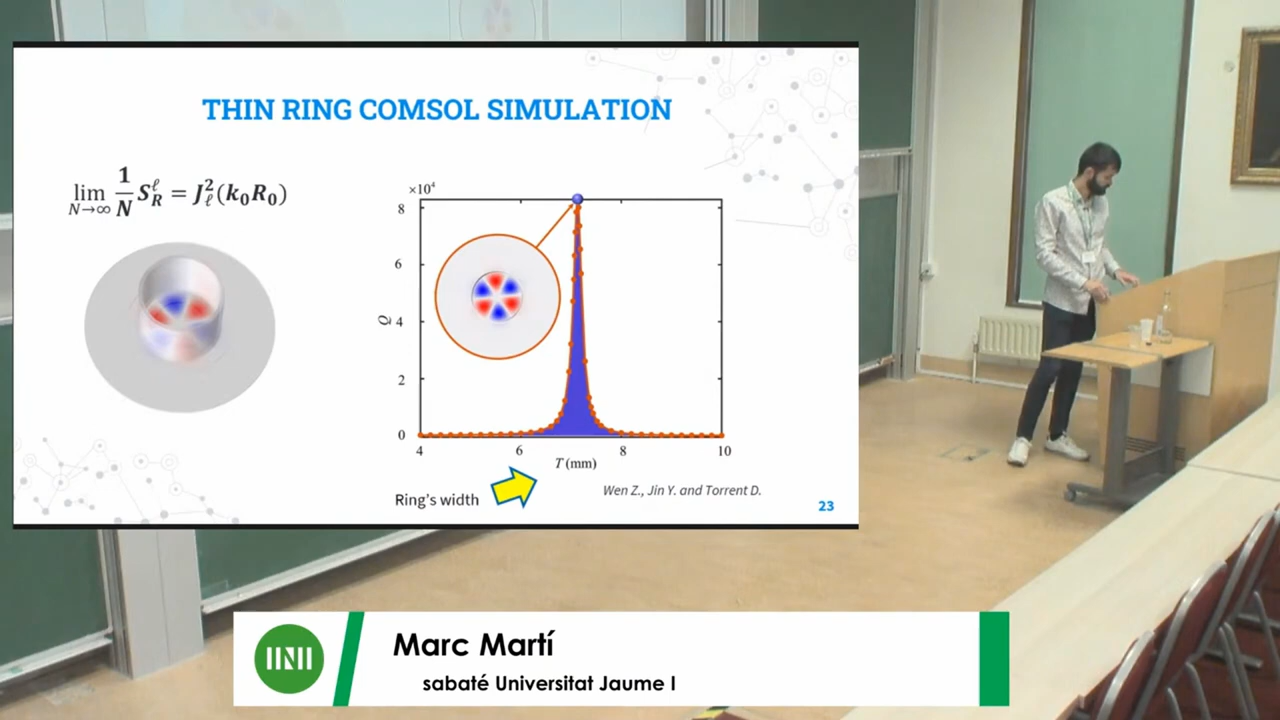 THIN RING COMSOL SIMULATION
lim N→∞ 1/N S_R^ℓ = J_ℓ^2(k_0R_0)
×10⁴
8
6
4
2
0
Q
4
6
8
10
T (mm)
Ring's width
Wen Z., Jin Y. and Torrent D.
23
Marc Martí
sabaté Universitat Jaume I